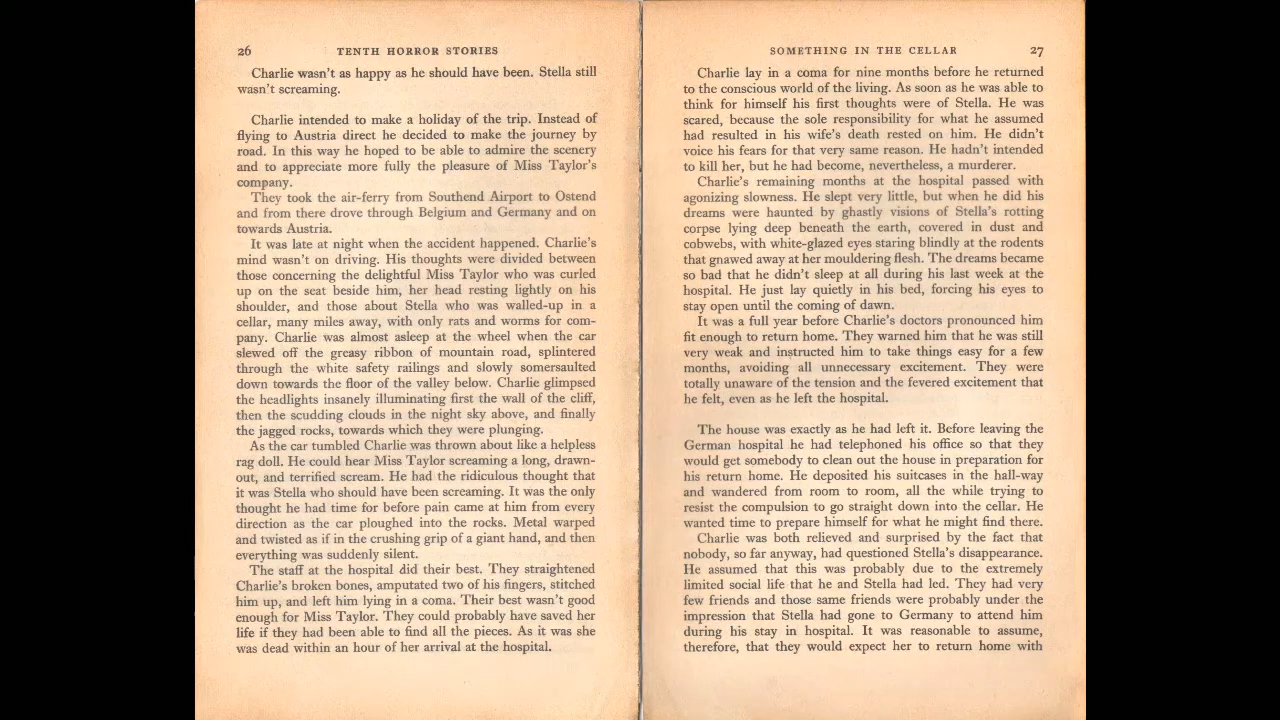 26 TENTH HORROR STORIES
Charlie wasn't as happy as he should have been. Stella still
wasn't screaming.
Charlie intended to make a holiday of the trip. Instead of
flying to Austria direct he decided to make the journey by
road. In this way he hoped to be able to admire the scenery
and to appreciate more fully the pleasure of Miss Taylor's
company.
They took the air-ferry from Southend Airport to Ostend
and from there drove through Belgium and Germany and on
towards Austria.
It was late at night when the accident happened. Charlie's
mind wasn't on driving. His thoughts were divided between
those concerning the delightful Miss Taylor who was curled
up on the seat beside him, her head resting lightly on his
shoulder, and those about Stella who was walled-up in a
cellar, many miles away, with only rats and worms for com-
pany. Charlie was almost asleep at the wheel when the car
slewed off the greasy ribbon of mountain road, splintered
through the white safety railings and slowly somersaulted
down towards the floor of the valley below. Charlie glimpsed
the headlights insanely illuminating first the wall of the cliff,
then the scudding clouds in the night sky above, and finally
the jagged rocks, towards which they were plunging.
As the car tumbled Charlie was thrown about like a helpless
rag doll. He could hear Miss Taylor screaming a long, drawn-
out, and terrified scream. He had the ridiculous thought that
it was Stella who should have been screaming. It was the only
thought he had time for before pain came at him from every
direction as the car ploughed into the rocks. Metal warped
and twisted as if in the crushing grip of a giant hand, and then
everything was suddenly silent.
The staff at the hospital did their best. They straightened
Charlie's broken bones, amputated two of his fingers, stitched
him up, and left him lying in a coma. Their best wasn't good
enough for Miss Taylor. They could probably have saved her
life if they had been able to find all the pieces. As it was she
was dead within an hour of her arrival at the hospital.
SOMETHING IN THE CELLAR 27
Charlie lay in a coma for nine months before he returned
to the conscious world of the living. As soon as he was able to
think for himself his first thoughts were of Stella. He was
scared, because the sole responsibility for what he assumed
had resulted in his wife's death rested on him. He didn't
voice his fears for that very same reason. He hadn't intended
to kill her, but he had become, nevertheless, a murderer.
Charlie's remaining months at the hospital passed with
agonizing slowness. He slept very little, but when he did his
dreams were haunted by ghastly visions of Stella's rotting
corpse lying deep beneath the earth, covered in dust and
cobwebs, with white-glazed eyes staring blindly at the rodents
that gnawed away at her mouldering flesh. The dreams became
so bad that he didn't sleep at all during his last week at the
hospital. He just lay quietly in his bed, forcing his eyes to
stay open until the coming of dawn.
It was a full year before Charlie's doctors pronounced him
fit enough to return home. They warned him that he was still
very weak and instructed him to take things easy for a few
months, avoiding all unnecessary excitement. They were
totally unaware of the tension and the fevered excitement that
he felt, even as he left the hospital.
The house was exactly as he had left it. Before leaving the
German hospital he had telephoned his office so that they
would get somebody to clean out the house in preparation for
his return home. He deposited his suitcases in the hall-way
and wandered from room to room, all the while trying to
resist the compulsion to go straight down into the cellar. He
wanted time to prepare himself for what he might find there.
Charlie was both relieved and surprised by the fact that
nobody, so far anyway, had questioned Stella's disappearance.
He assumed that this was probably due to the extremely
limited social life that he and Stella had led. They had very
few friends and those same friends were probably under the
impression that Stella had gone to Germany to attend him
during his stay in hospital. It was reasonable to assume,
therefore, that they would expect her to return home with